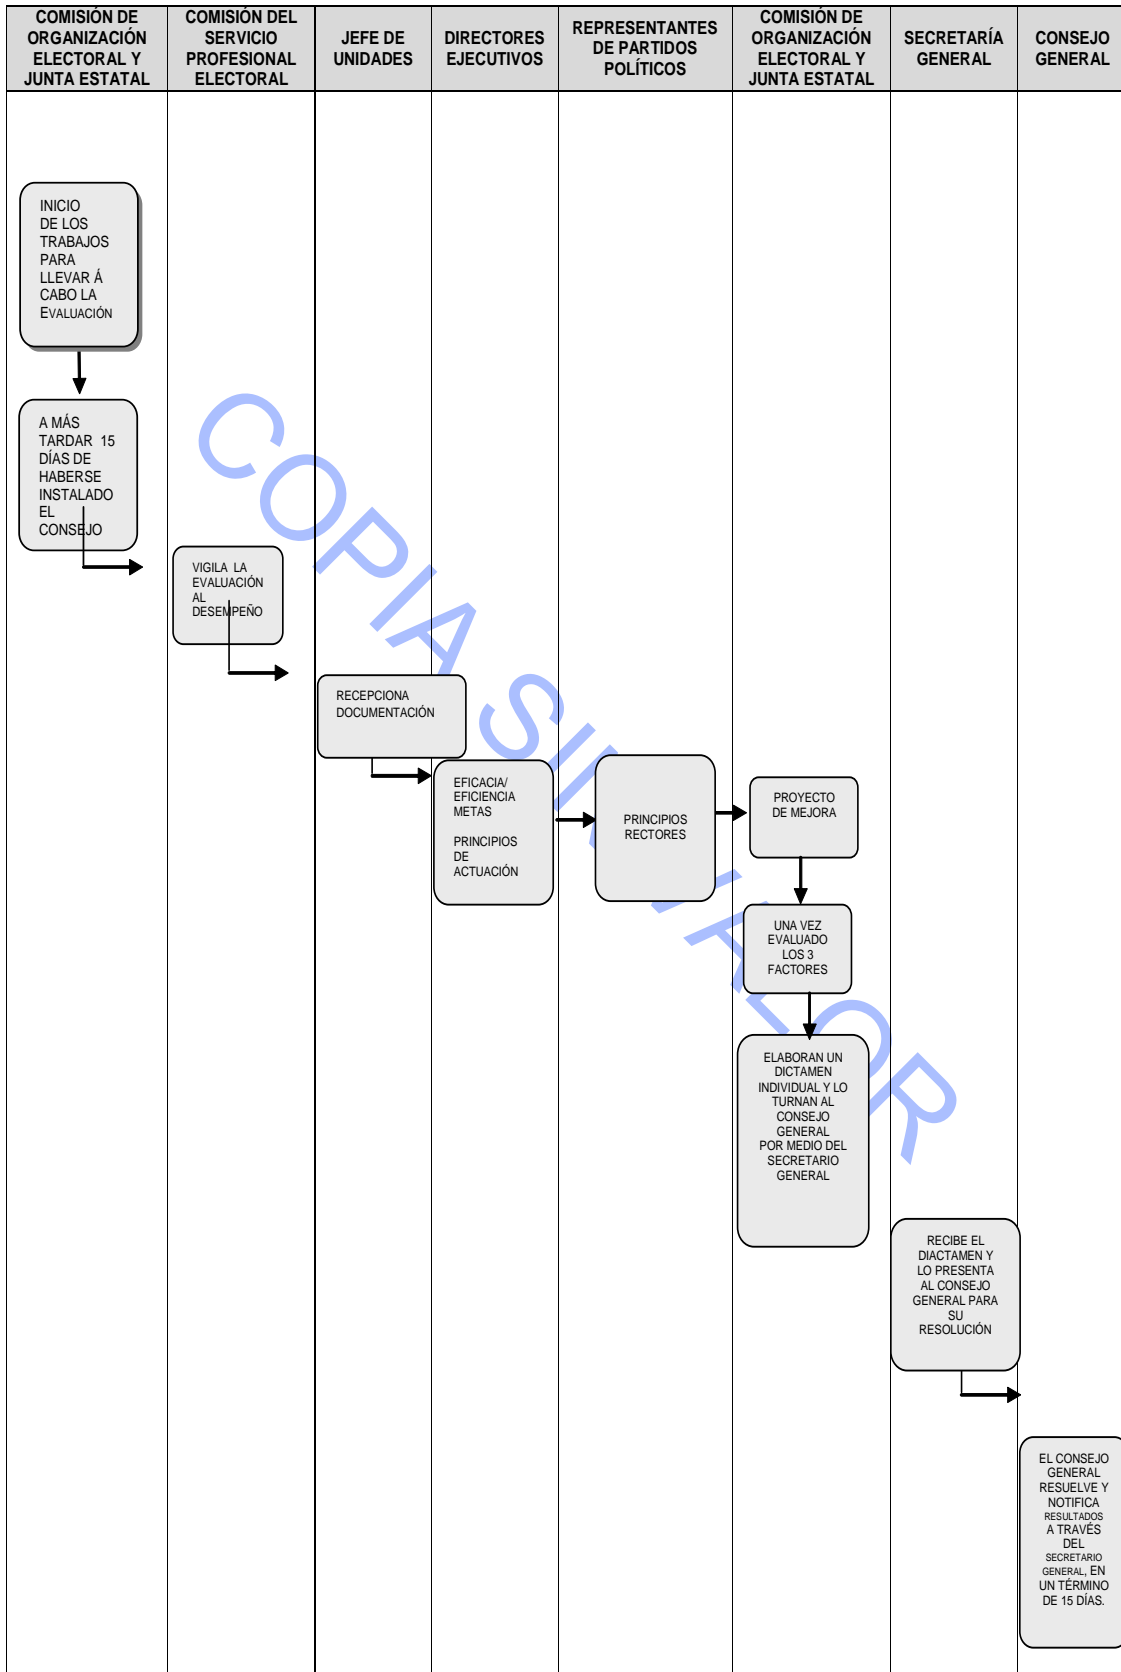 COMISIÓN DE
ORGANIZACIÓN
ELECTORAL Y
JUNTA ESTATAL
COMISIÓN DEL
SERVICIO
PROFESIONAL
ELECTORAL
JEFE DE
UNIDADES
DIRECTORES
EJECUTIVOS
REPRESENTANTES
DE PARTIDOS
POLÍTICOS
COMISIÓN DE
ORGANIZACIÓN
ELECTORAL Y
JUNTA ESTATAL
SECRETARÍA
GENERAL
CONSEJO
GENERAL
INICIO
DE LOS
TRABAJOS
PARA
LLEVAR Á
CABO LA
EVALUACIÓN
A MÁS
TARDAR 15
DÍAS DE
HABERSE
INSTALADO
EL
CONSEJO
VIGILA LA
EVALUACIÓN
AL
DESEMPEÑO
RECEPCIONA
DOCUMENTACIÓN
EFICACIA/
EFICIENCIA
METAS
PRINCIPIOS
DE
ACTUACIÓN
PRINCIPIOS
RECTORES
PROYECTO
DE MEJORA
UNA VEZ
EVALUADO
LOS 3
FACTORES
ELABORAN UN
DICTAMEN
INDIVIDUAL Y LO
TURNAN AL
CONSEJO
GENERAL
POR MEDIO DEL
SECRETARIO
GENERAL
RECIBE EL
DIACTAMEN Y
LO PRESENTA
AL CONSEJO
GENERAL PARA
SU
RESOLUCIÓN
EL CONSEJO
GENERAL
RESUELVE Y
NOTIFICA
RESULTADOS
A TRAVÉS
DEL
SECRETARIO
GENERAL, EN
UN TÉRMINO
DE 15 DÍAS.
COPIA SIN VALOR